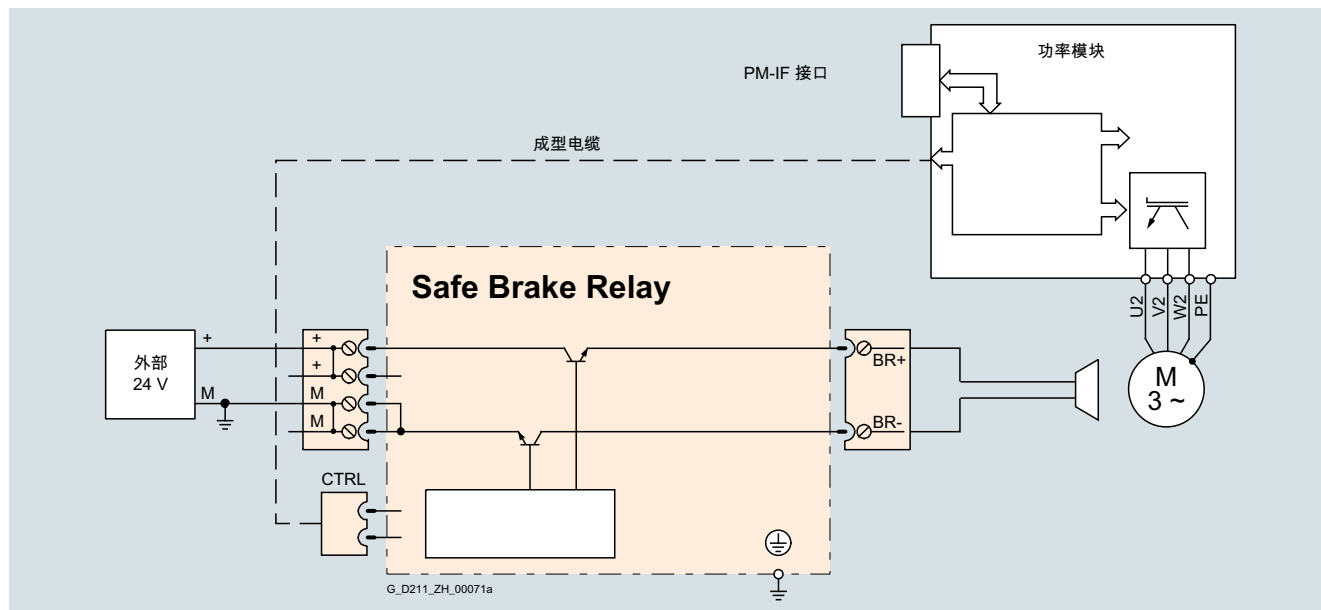 功率模块
PM-IF 接口
成型电缆
Safe Brake Relay
U2
V2
W2
PE
外部
24 V
+
M
+
+
M
M
BR+
BR-
M
3 ~
CTRL
G_D211_ZH_00071a